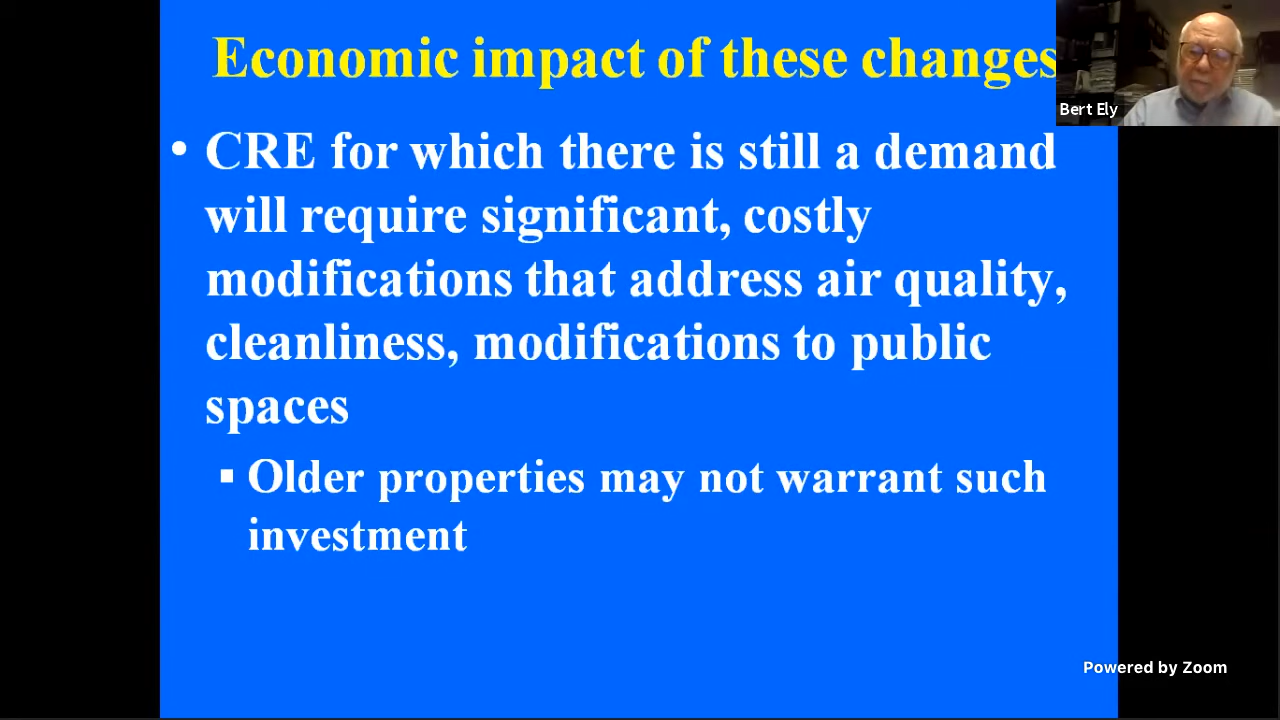 Economic impact of these changes
• CRE for which there is still a demand
will require significant, costly
modifications that address air quality,
cleanliness, modifications to public
spaces
▪ Older properties may not warrant such
investment
Bert Ely
Powered by Zoom